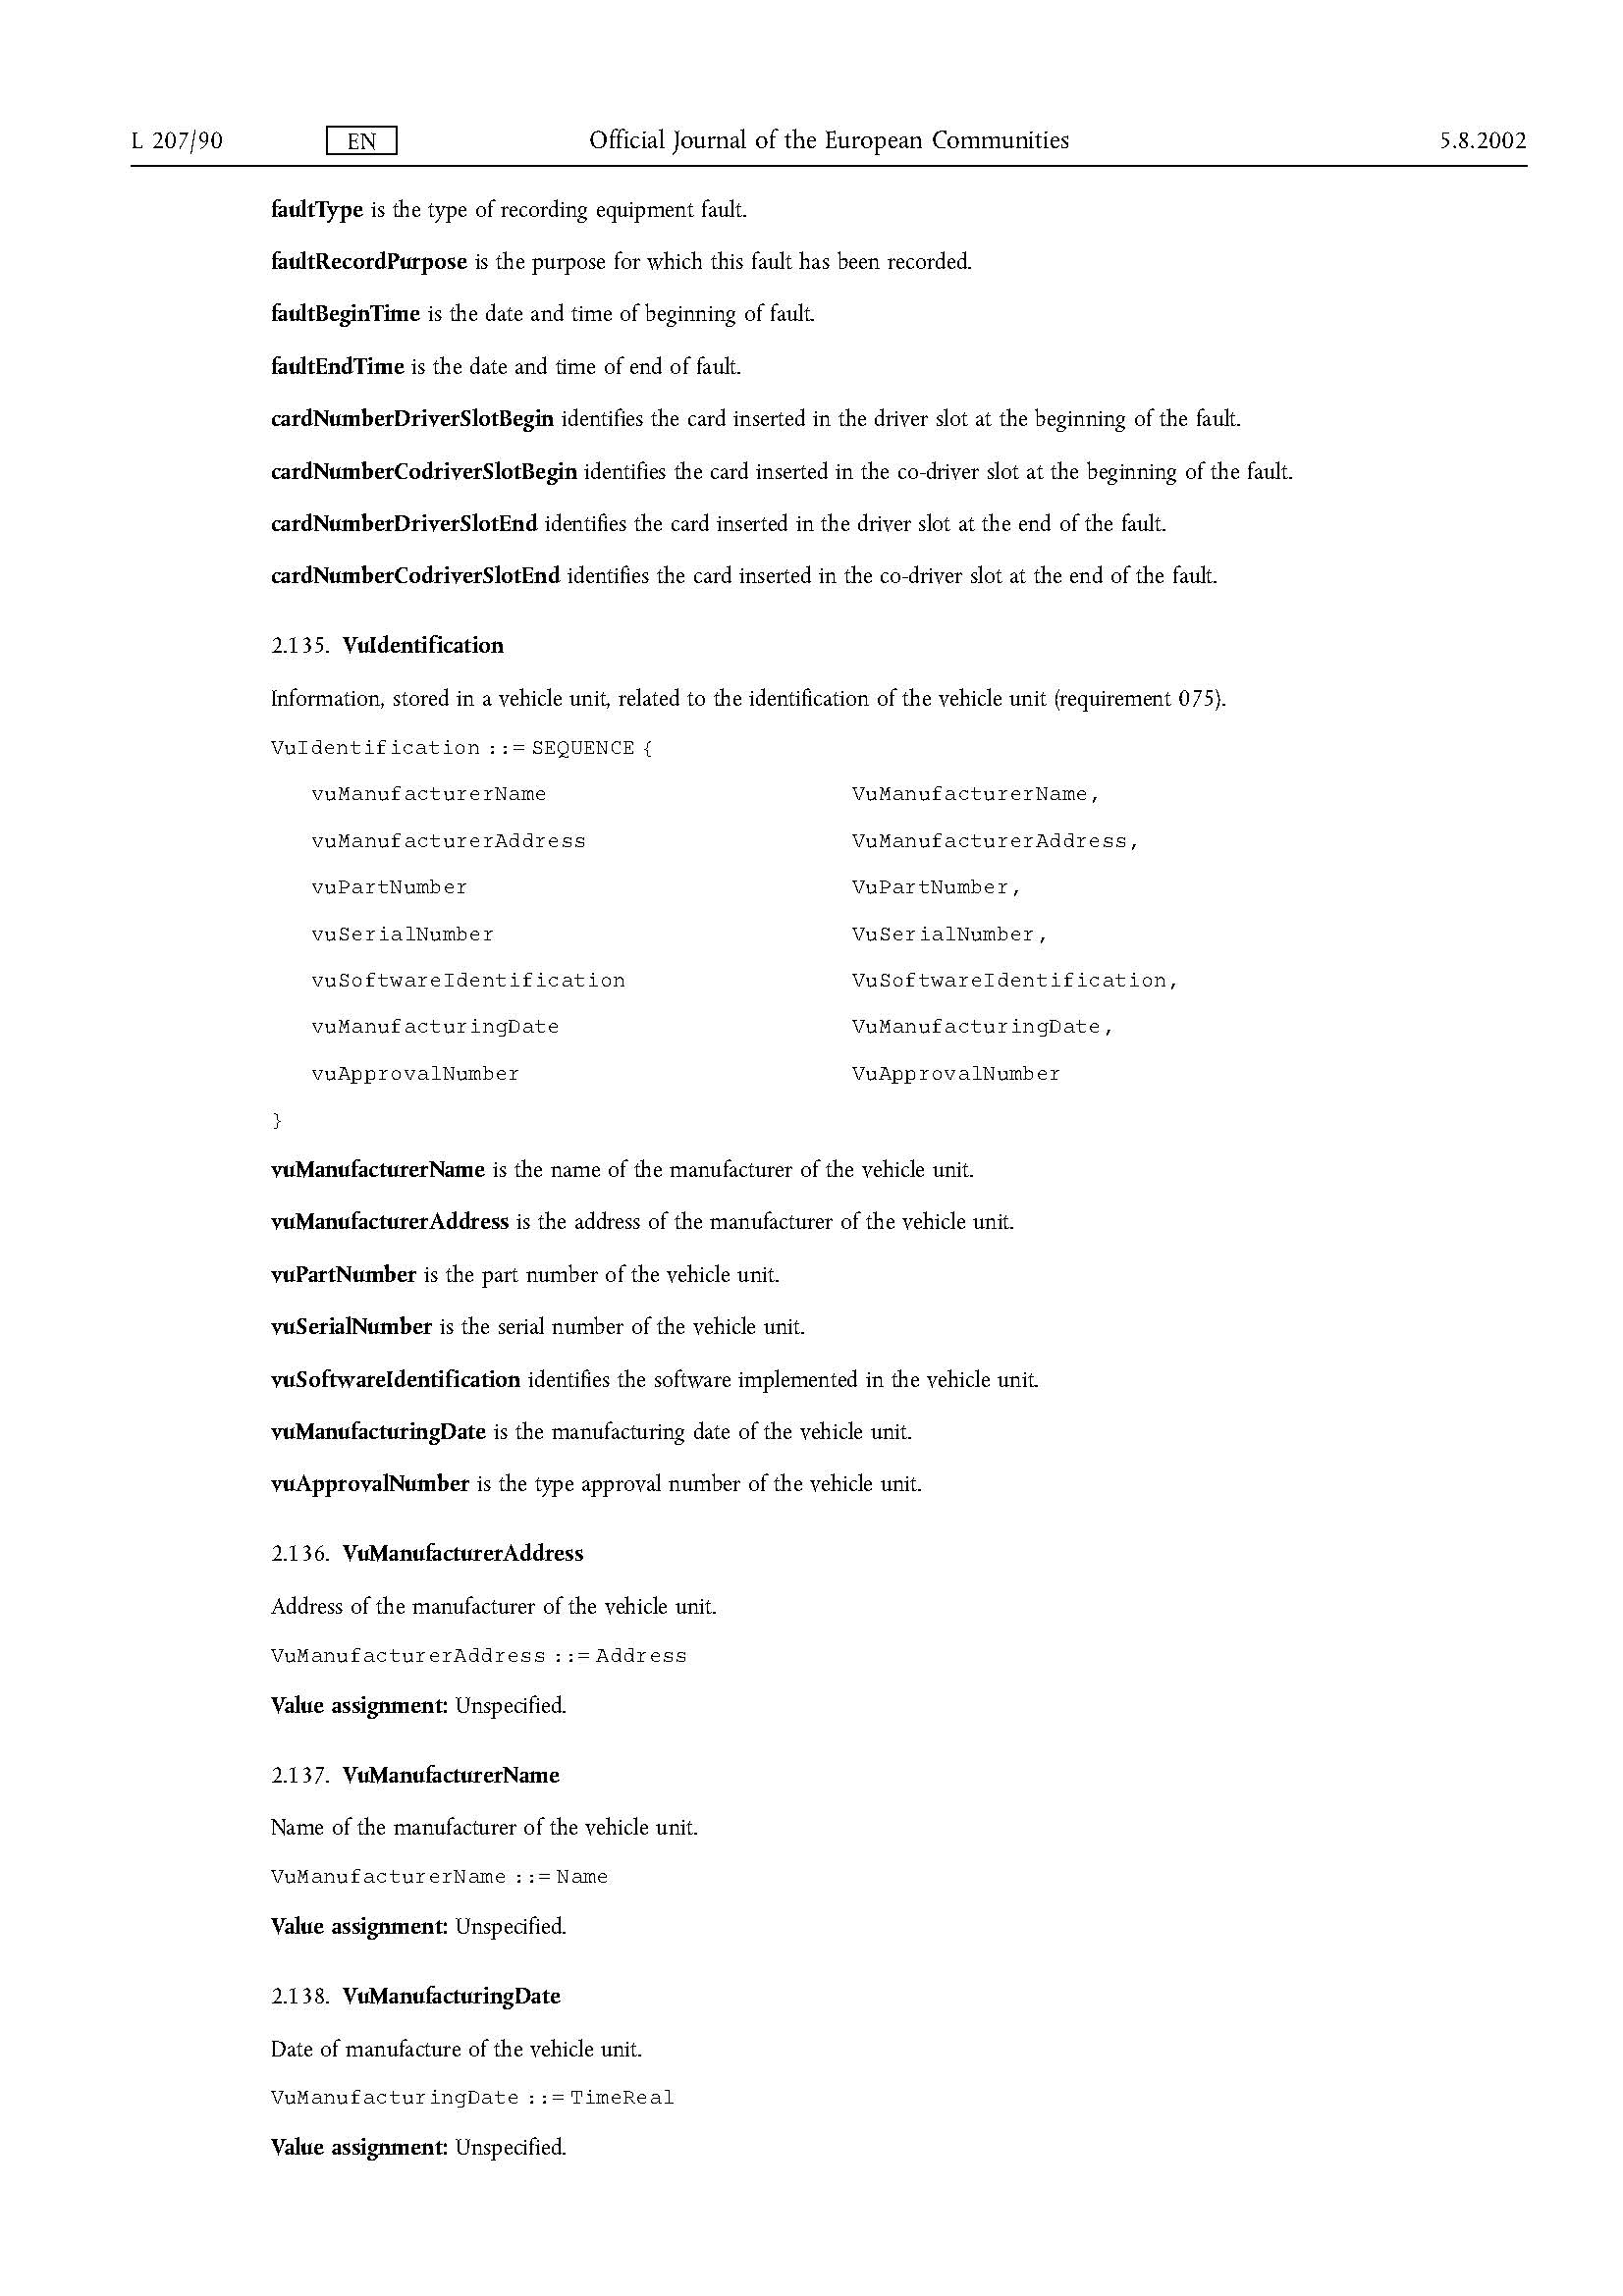 L 207/90 EN Official Journal of the European Communities 5.8.2002
faultType is the type of recording equipment fault.
faultRecordPurpose is the purpose for which this fault has been recorded.
faultBeginTime is the date and time of beginning of fault.
faultEndTime is the date and time of end of fault.
cardNumberDriverSlotBegin identifies the card inserted in the driver slot at the beginning of the fault.
cardNumberCodriverSlotBegin identifies the card inserted in the co-driver slot at the beginning of the fault.
cardNumberDriverSlotEnd identifies the card inserted in the driver slot at the end of the fault.
cardNumberCodriverSlotEnd identifies the card inserted in the co-driver slot at the end of the fault.
2.135. VuIdentification
Information, stored in a vehicle unit, related to the identification of the vehicle unit (requirement 075).
VuIdentification ::= SEQUENCE {
vuManufacturerName VuManufacturerName,
vuManufacturerAddress VuManufacturerAddress,
vuPartNumber VuPartNumber,
vuSerialNumber VuSerialNumber,
vuSoftwareIdentification VuSoftwareIdentification,
vuManufacturingDate VuManufacturingDate,
vuApprovalNumber VuApprovalNumber
}
vuManufacturerName is the name of the manufacturer of the vehicle unit.
vuManufacturerAddress is the address of the manufacturer of the vehicle unit.
vuPartNumber is the part number of the vehicle unit.
vuSerialNumber is the serial number of the vehicle unit.
vuSoftwareIdentification identifies the software implemented in the vehicle unit.
vuManufacturingDate is the manufacturing date of the vehicle unit.
vuApprovalNumber is the type approval number of the vehicle unit.
2.136. VuManufacturerAddress
Address of the manufacturer of the vehicle unit.
VuManufacturerAddress ::= Address
Value assignment: Unspecified.
2.137. VuManufacturerName
Name of the manufacturer of the vehicle unit.
VuManufacturerName ::= Name
Value assignment: Unspecified.
2.138. VuManufacturingDate
Date of manufacture of the vehicle unit.
VuManufacturingDate ::= TimeReal
Value assignment: Unspecified.